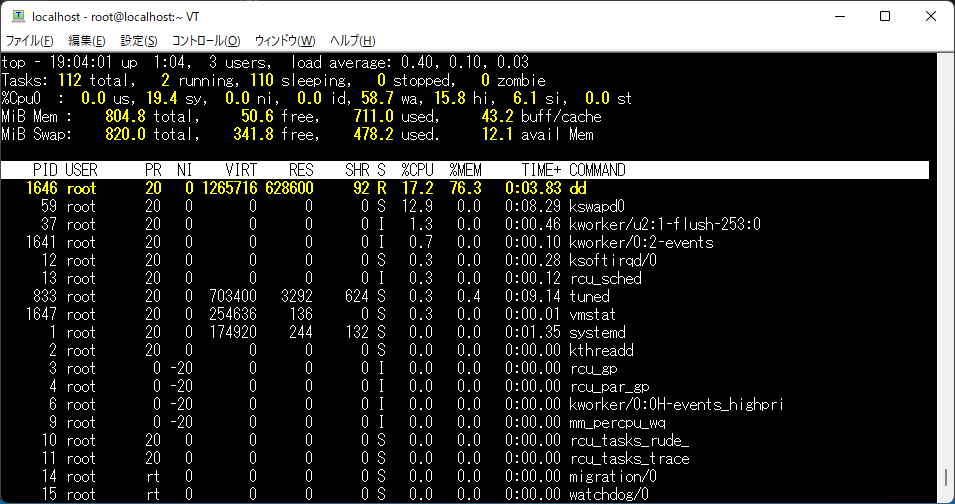 localhost - root@localhost:~ VT
ファイル(F) 編集(E) 設定(S) コントロール(O) ウィンドウ(W) ヘルプ(H)
top - 19:04:01 up  1:04,  3 users,  load average: 0.40, 0.10, 0.03
Tasks: 112 total,   2 running, 110 sleeping,   0 stopped,   0 zombie
%Cpu0  :  0.0 us, 19.4 sy,  0.0 ni,  0.0 id, 58.7 wa, 15.8 hi,  6.1 si,  0.0 st
MiB Mem :    804.8 total,     50.6 free,    711.0 used,     43.2 buff/cache
MiB Swap:    820.0 total,    341.8 free,    478.2 used.     12.1 avail Mem
PID USER      PR  NI    VIRT    RES    SHR S  %CPU  %MEM     TIME+ COMMAND
1646 root      20   0 1265716 628600     92 R  17.2  76.3   0:03.83 dd
59 root      20   0       0      0      0 S  12.9   0.0   0:08.29 kswapd0
37 root      20   0       0      0      0 I   1.3   0.0   0:00.46 kworker/u2:1-flush-253:0
1641 root      20   0       0      0      0 I   0.7   0.0   0:00.10 kworker/0:2-events
12 root      20   0       0      0      0 S   0.3   0.0   0:00.28 ksoftirqd/0
13 root      20   0       0      0      0 I   0.3   0.0   0:00.12 rcu_sched
833 root      20   0  703400   3292    624 S   0.3   0.4   0:09.14 tuned
1647 root      20   0  254636    136      0 S   0.3   0.0   0:00.01 vmstat
1 root      20   0  174920    244    132 S   0.0   0.0   0:01.35 systemd
2 root      20   0       0      0      0 S   0.0   0.0   0:00.00 kthreadd
3 root       0 -20       0      0      0 I   0.0   0.0   0:00.00 rcu_gp
4 root       0 -20       0      0      0 I   0.0   0.0   0:00.00 rcu_par_gp
6 root       0 -20       0      0      0 I   0.0   0.0   0:00.00 kworker/0:0H-events_highpri
9 root       0 -20       0      0      0 I   0.0   0.0   0:00.00 mm_percpu_wq
10 root      20   0       0      0      0 S   0.0   0.0   0:00.00 rcu_tasks_rude_
11 root      20   0       0      0      0 S   0.0   0.0   0:00.00 rcu_tasks_trace
14 root      rt   0       0      0      0 S   0.0   0.0   0:00.00 migration/0
15 root      rt   0       0      0      0 S   0.0   0.0   0:00.00 watchdog/0